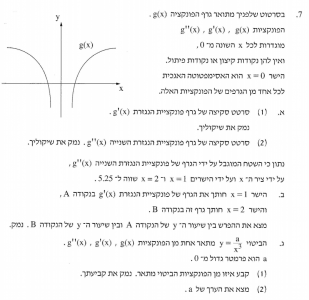 7. בסרטוט שלפניך מתואר גרף הפונקציה g(x).
y
g(x)
x
הפונקציות g(x) , g'(x) , g''(x)
מוגדרות לכל x השונה מ־0,
ואין להן נקודות קיצון או נקודות פיתול.
הישר x = 0 הוא האסימפטוטה האנכית
לכל אחד מן הגרפים של הפונקציות האלה.
א. (1) סרטט סקיצה של גרף פונקציית הנגזרת g'(x).
נמק את שיקוליך.
(2) סרטט סקיצה של גרף פונקציית הנגזרת השנייה g''(x). נמק את שיקוליך.
נתון כי השטח המוגבל על ידי הגרף של פונקציית הנגזרת השנייה g''(x),
על ידי ציר ה־x ועל ידי הישרים x = 1 ו־ x = 2 שווה ל־ 5.25.
ב. הישר x = 1 חותך את הגרף של פונקציית הנגזרת g'(x) בנקודה A,
והישר x = 2 חותך גרף זה בנקודה B.
מצא את ההפרש בין שיעור ה־y של הנקודה A ובין שיעור ה־y של הנקודה B. נמק.
ג. הביטוי y = a/x³ מתאר אחת מן הפונקציות g(x) , g'(x) , g''(x).
a הוא פרמטר גדול מ־0.
(1) קבע איזו מן הפונקציות הביטוי מתאר. נמק את קביעתך.
(2) מצא את הערך של a.